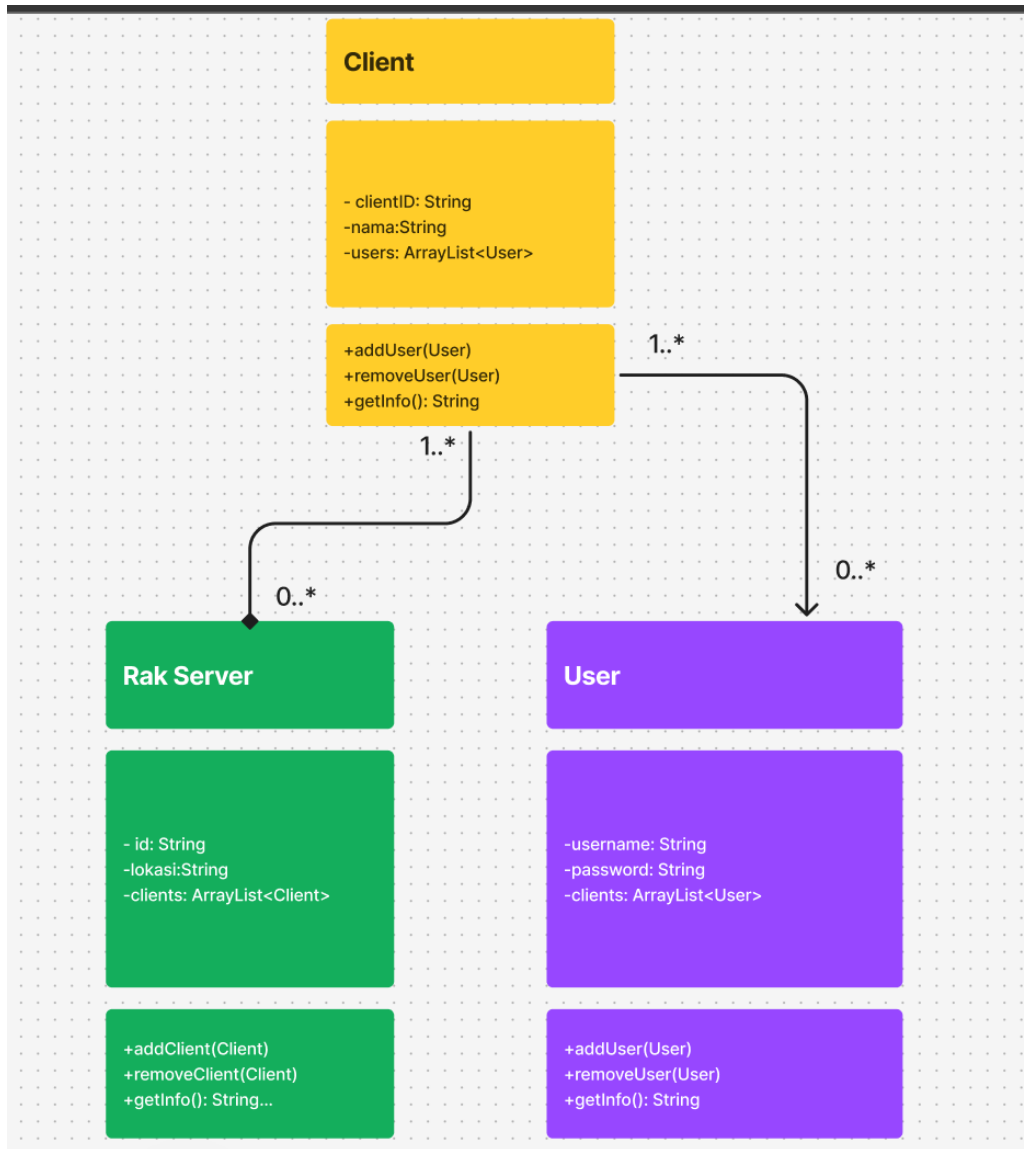 Client
- clientID: String
-nama:String
-users: ArrayList<User>
+addUser(User)
+removeUser(User)
+getInfo(): String
1..*
1..*
0..*
0..*
Rak Server
- id: String
-lokasi:String
-clients: ArrayList<Client>
+addClient(Client)
+removeClient(Client)
+getInfo(): String...
User
-username: String
-password: String
-clients: ArrayList<User>
+addUser(User)
+removeUser(User)
+getInfo(): String